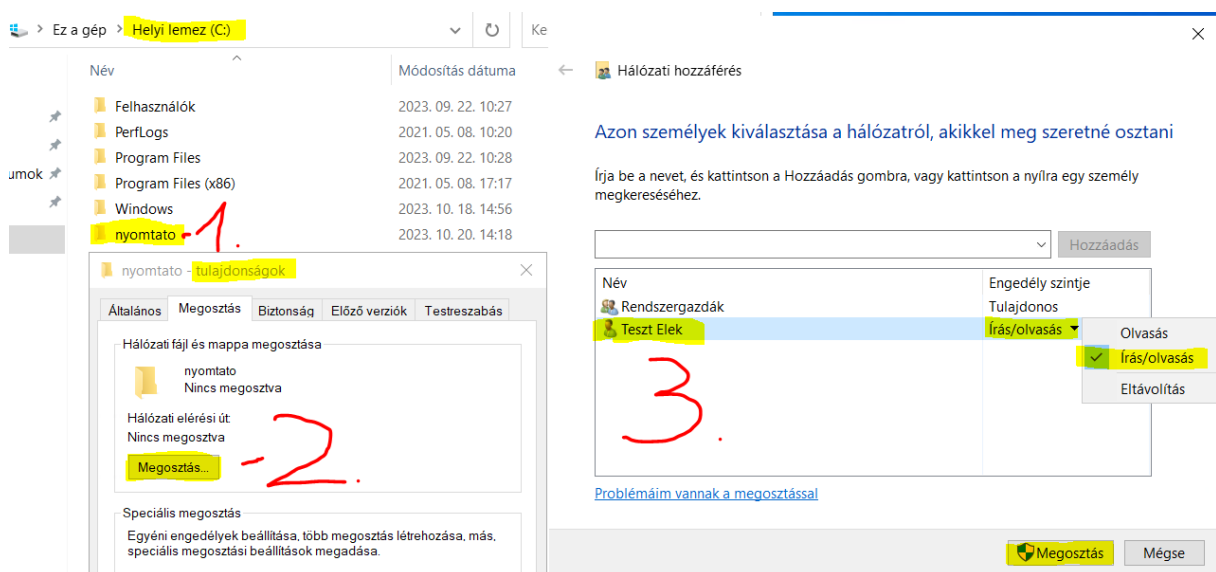 Ez a gép > Helyi lemez (C:)
Ke
Név
Módosítás dátuma
Felhasználók
2023. 09. 22. 10:27
PerfLogs
2021. 05. 08. 10:20
Program Files
2023. 09. 22. 10:28
umok
Program Files (x86)
2021. 05. 08. 17:17
Windows
2023. 10. 18. 14:56
nyomtato
- 1.
2023. 10. 20. 14:18
nyomtato - tulajdonságok
Általános
Megosztás
Biztonság
Előző verziók
Testreszabás
Hálózati fájl és mappa megosztása
nyomtato
Nincs megosztva
Hálózati elérési út:
Nincs megosztva
Megosztás...
- 2.
Speciális megosztás
Egyéni engedélyek beállítása, több megosztás létrehozása, más,
speciális megosztási beállítások megadása.
Hálózati hozzáférés
Azon személyek kiválasztása a hálózatról, akikkel meg szeretné osztani
Írja be a nevet, és kattintson a Hozzáadás gombra, vagy kattintson a nyílra egy személy
megkereséséhez.
Hozzáadás
Név
Engedély szintje
Rendszergazdák
Tulajdonos
Teszt Elek
Írás/olvasás
Olvasás
Írás/olvasás
Eltávolítás
3.
Problémáim vannak a megosztással
Megosztás
Mégse